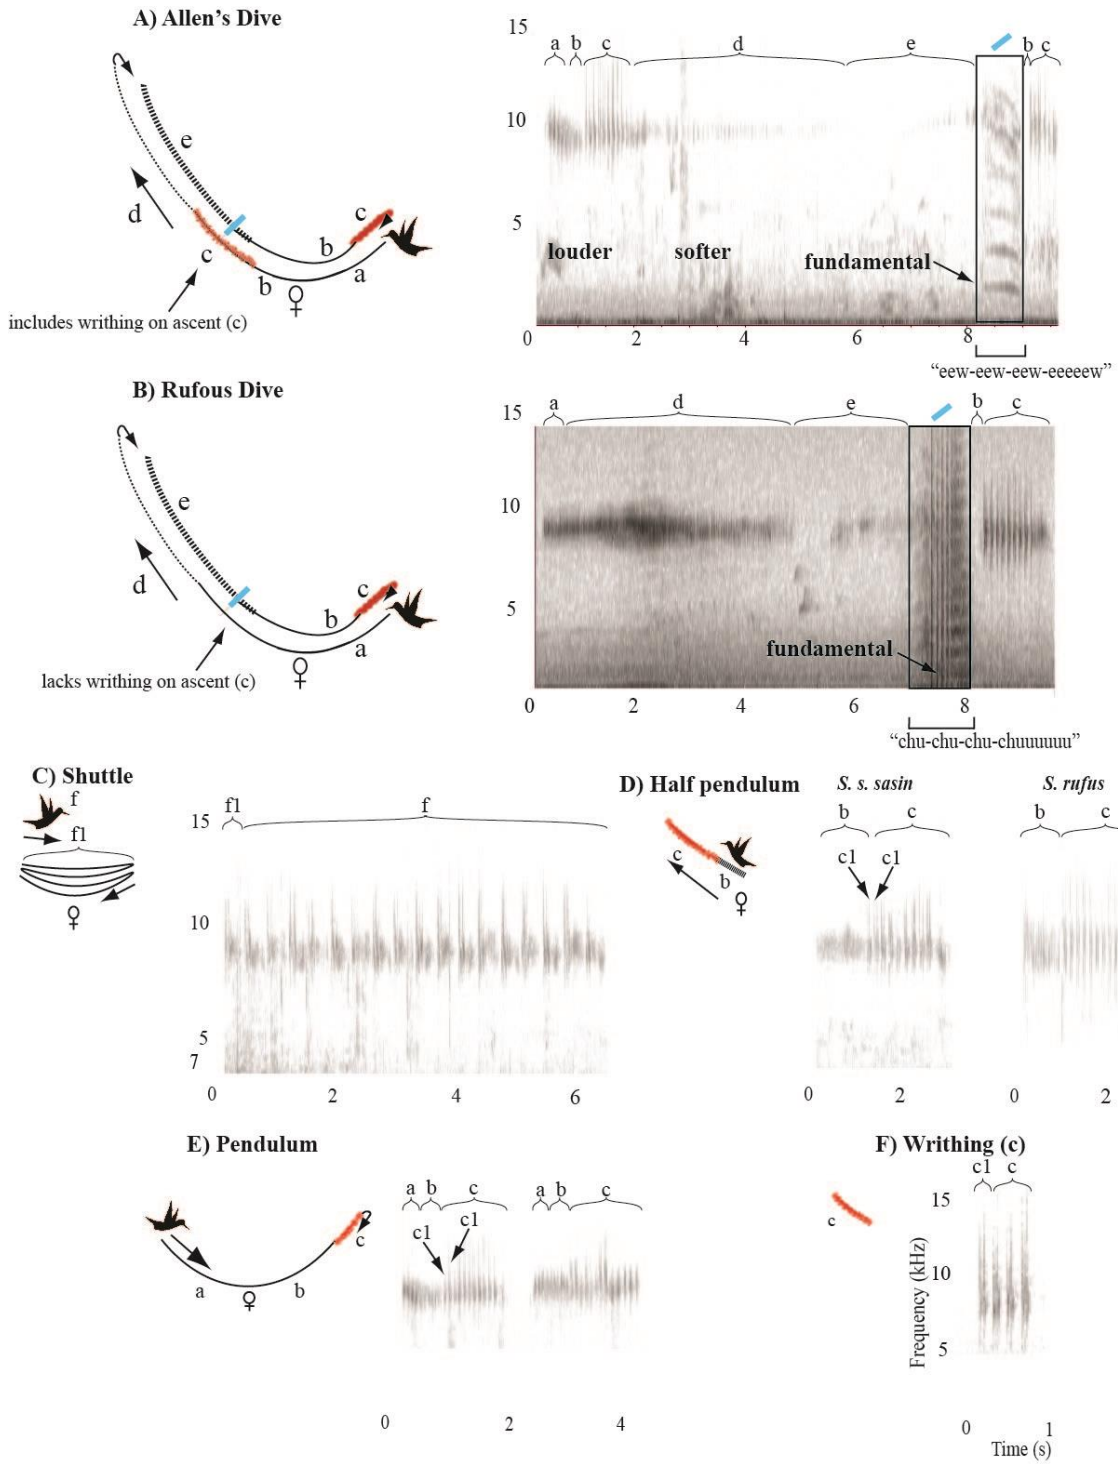 A) Allen’s Dive
e
d
c
c
b
b
a
♀
includes writhing on ascent (c)
15
10
5
a b c d e b c
louder softer
fundamental
0 2 4 6 8
“eew-eew-eew-eeeeew”
B) Rufous Dive
e
d
c
b
a
♀
lacks writhing on ascent (c)
15
10
5
a d e b c
fundamental
0 2 4 6 8
“chu-chu-chu-chuuuuuu”
C) Shuttle
f
f1
♀
15
10
5
7
f1 f
0 2 4 6
D) Half pendulum
c
b
♀
S. s. sasin
b c
c1 c1
0 2
S. rufus
b c
0 2
E) Pendulum
a
♀
b
c
a b c
c1 c1
a b c
0 2 4
F) Writhing (c)
c
c1 c
15
10
5
Frequency (kHz)
0 1
Time (s)